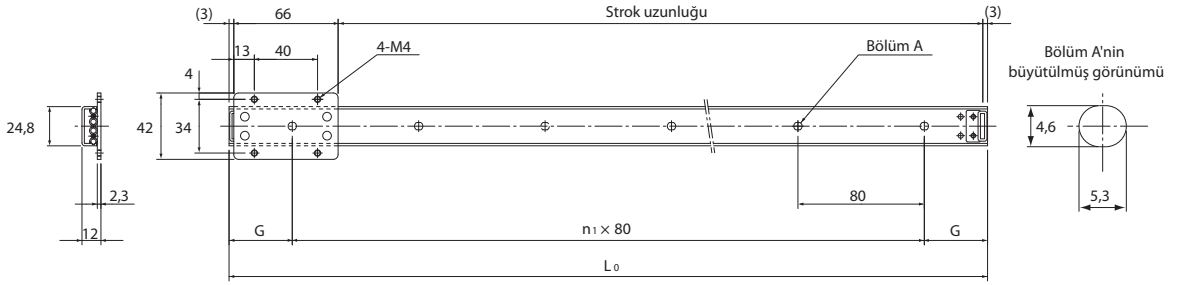 (3)
66
Strok uzunluğu
(3)
13
40
4-M4
Bölüm A
Bölüm A'nin
büyütülmüş görünümü
4
24,8
42
34
4,6
2,3
80
5,3
12
G
n₁ × 80
G
L₀